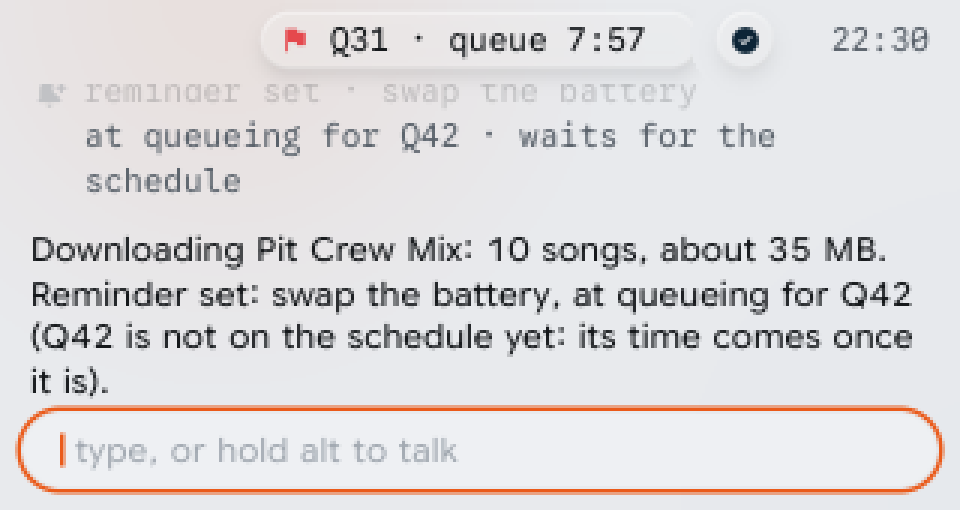 Q31 · queue 7:57
22:30
reminder set · swap the battery
at queueing for Q42 · waits for the
schedule
Downloading Pit Crew Mix: 10 songs, about 35 MB.
Reminder set: swap the battery, at queueing for Q42
(Q42 is not on the schedule yet: its time comes once
it is).
type, or hold alt to talk